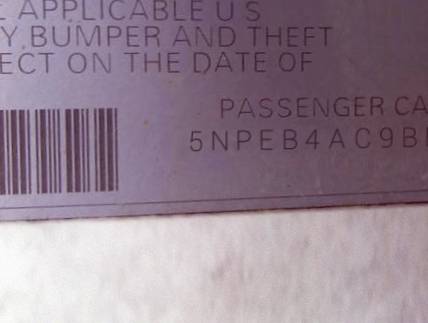 APPLICABLE U S
Y, BUMPER AND THEFT
ECT ON THE DATE OF
PASSENGER CA
5NPEB4AC9B